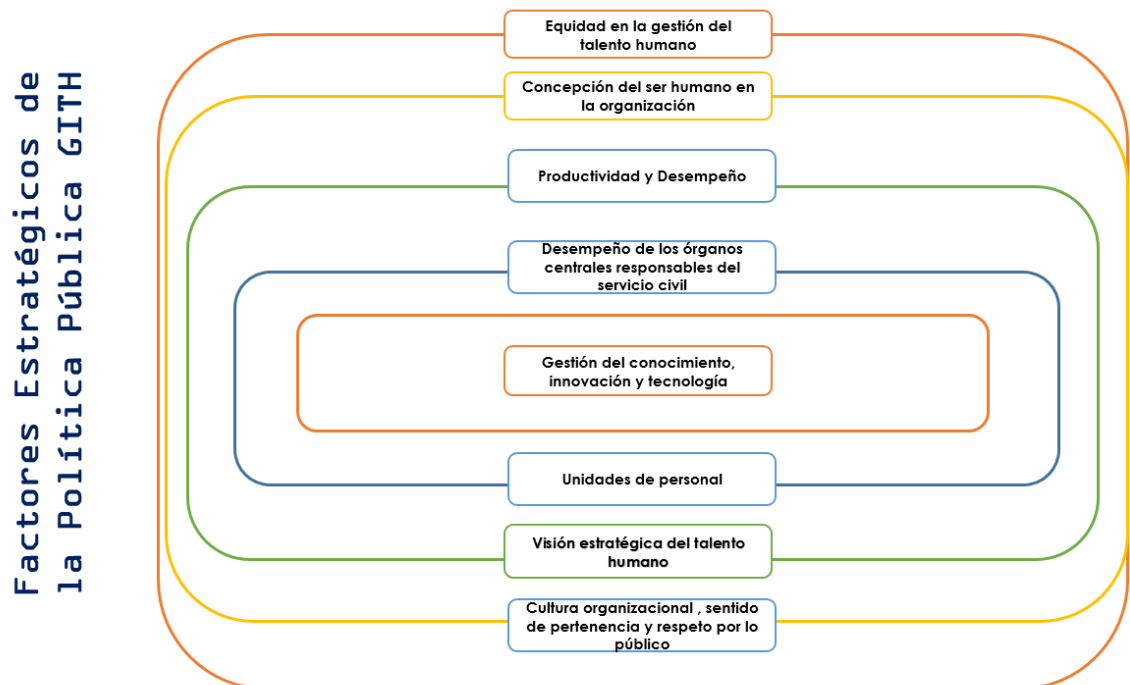 Factores Estratégicos de
la Política Pública GITH
Equidad en la gestión del
talento humano
Concepción del ser humano en
la organización
Productividad y Desempeño
Desempeño de los órganos
centrales responsables del
servicio civil
Gestión del conocimiento,
innovación y tecnología
Unidades de personal
Visión estratégica del talento
humano
Cultura organizacional , sentido
de pertenencia y respeto por lo
público